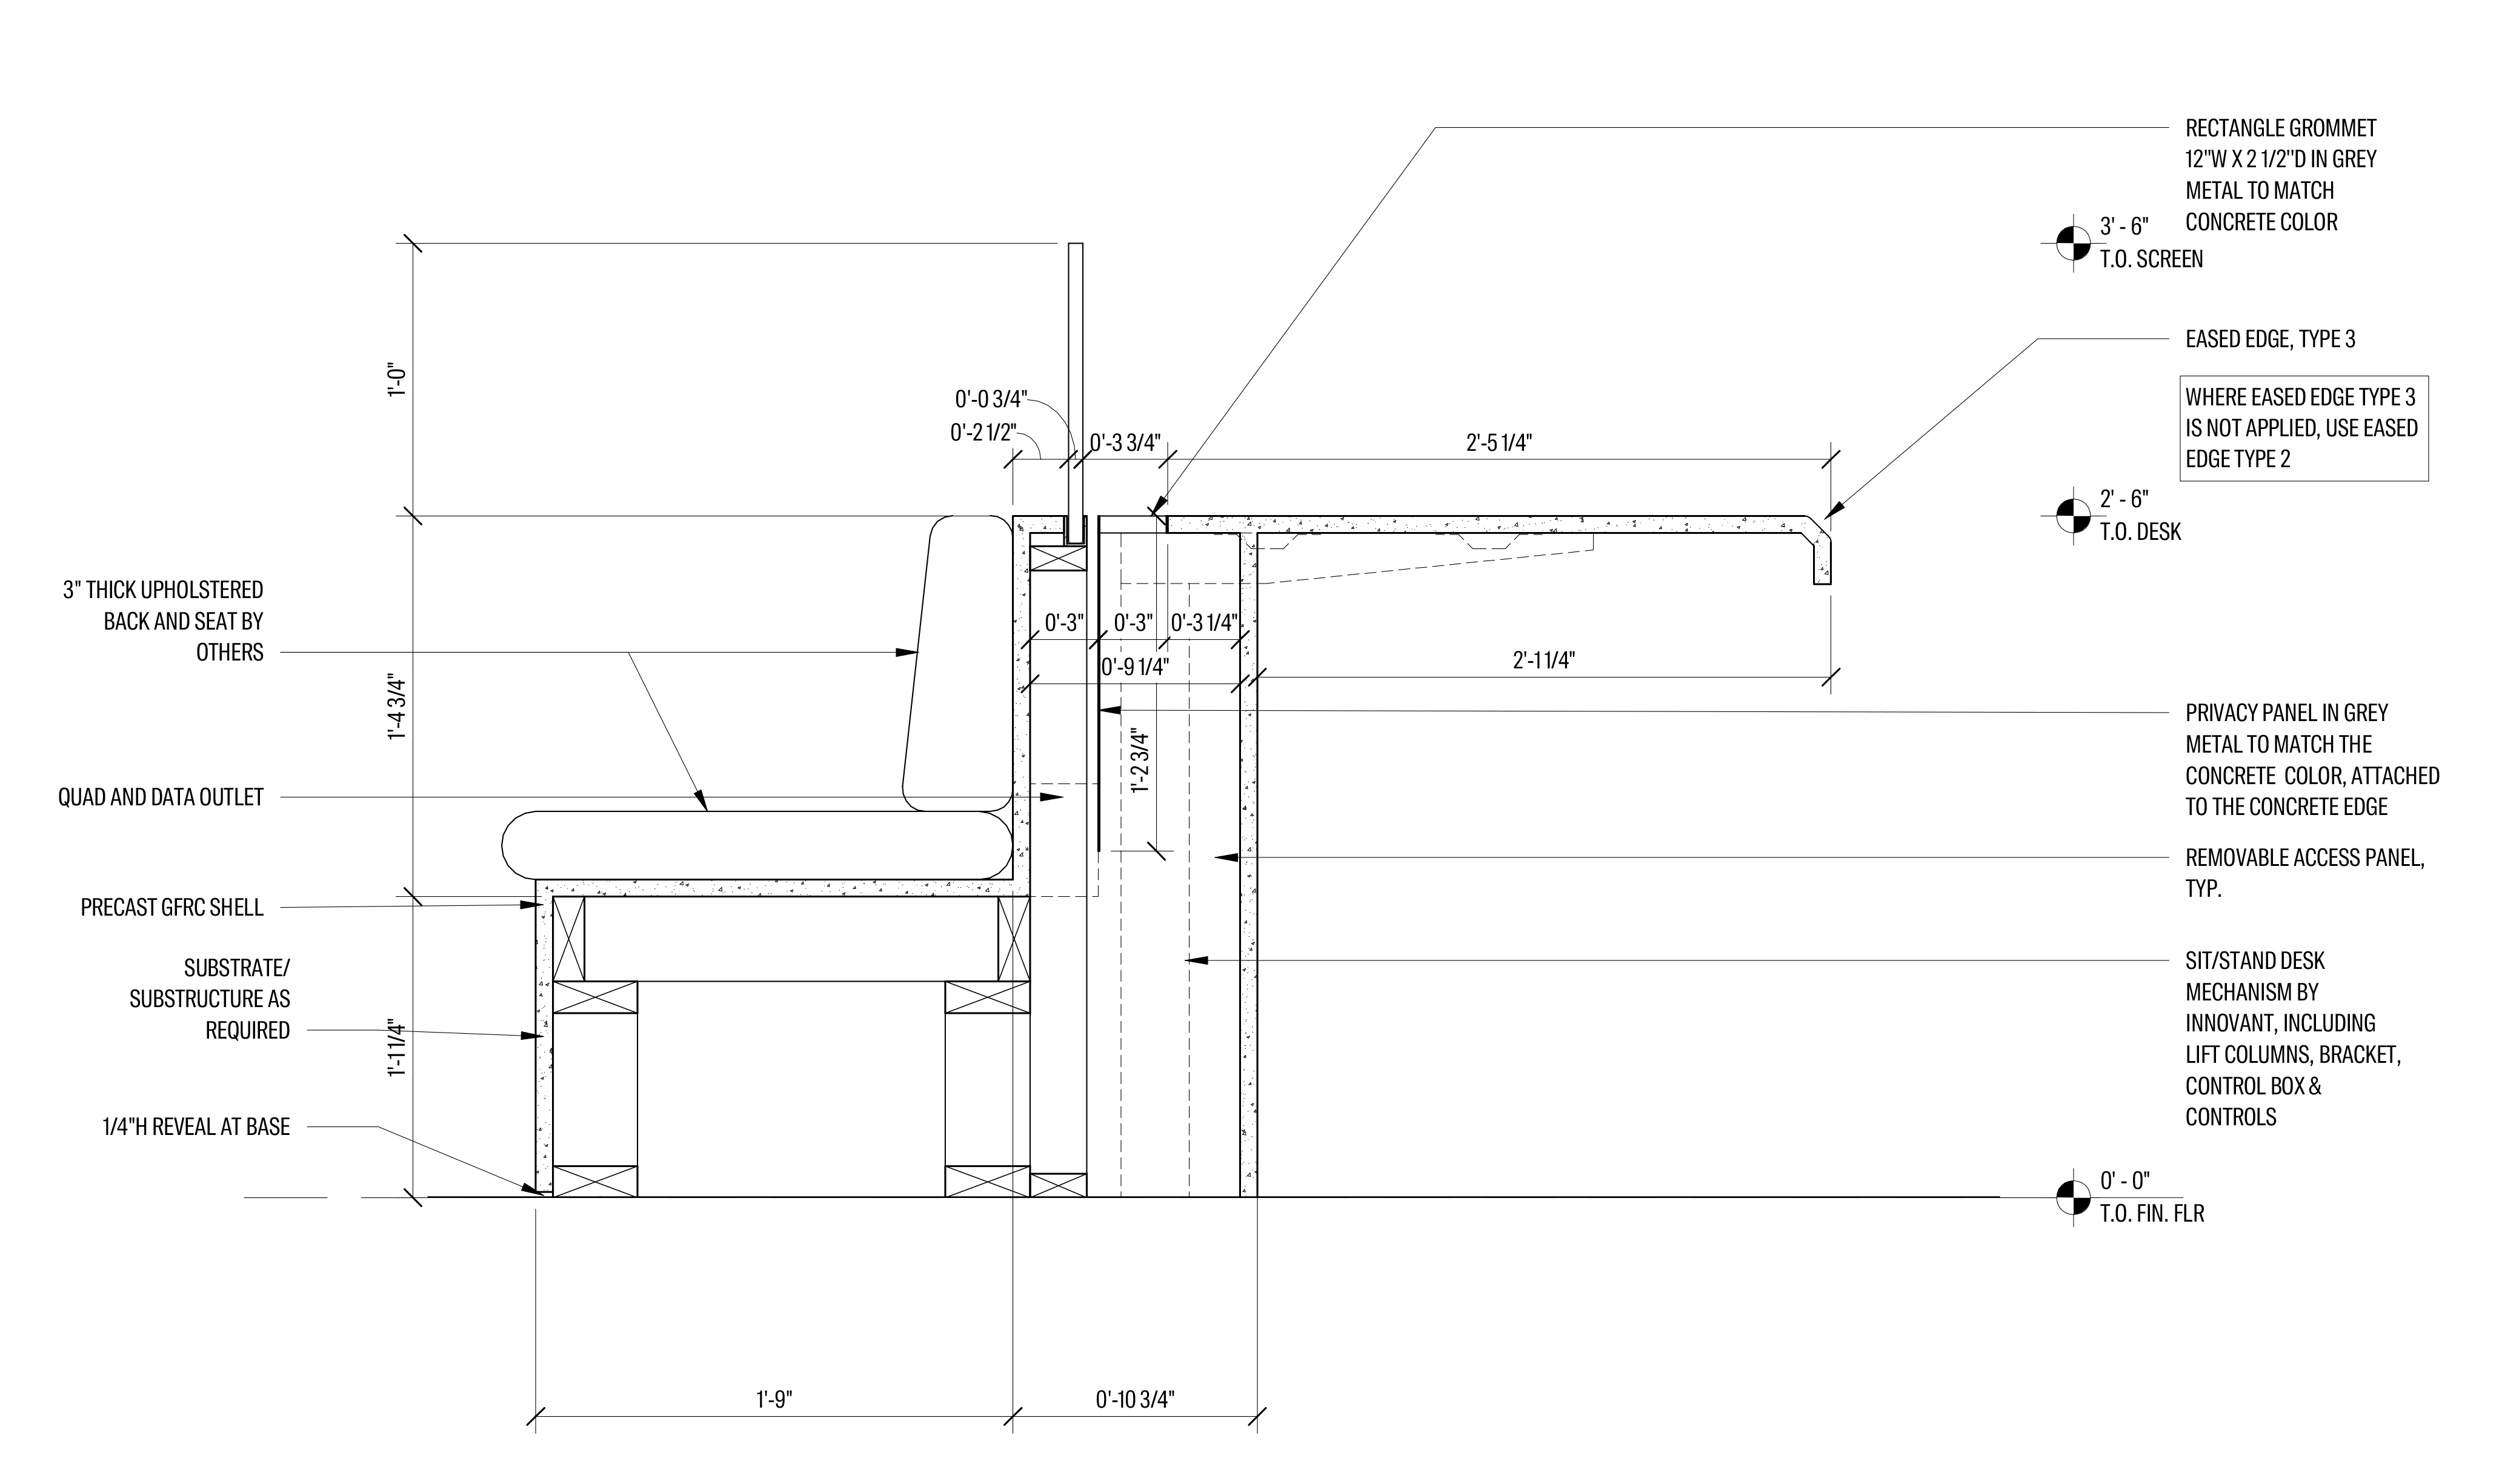 RECTANGLE GROMMET
12"W X 2 1/2"D IN GREY
METAL TO MATCH
CONCRETE COLOR
3' - 6"
T.O. SCREEN
EASED EDGE, TYPE 3
WHERE EASED EDGE TYPE 3
IS NOT APPLIED, USE EASED
EDGE TYPE 2
2' - 6"
T.O. DESK
1'-0"
0'-0 3/4"
0'-2 1/2"
0'-3 3/4"
2'-5 1/4"
3" THICK UPHOLSTERED
BACK AND SEAT BY
OTHERS
0'-3"
0'-3"
0'-3 1/4"
0'-9 1/4"
2'-1 1/4"
1'-4 3/4"
1'-2 3/4"
PRIVACY PANEL IN GREY
METAL TO MATCH THE
CONCRETE COLOR, ATTACHED
TO THE CONCRETE EDGE
QUAD AND DATA OUTLET
REMOVABLE ACCESS PANEL,
TYP.
PRECAST GFRC SHELL
SUBSTRATE/
SUBSTRUCTURE AS
REQUIRED
1'-1 1/4"
SIT/STAND DESK
MECHANISM BY
INNOVANT, INCLUDING
LIFT COLUMNS, BRACKET,
CONTROL BOX &
CONTROLS
1/4"H REVEAL AT BASE
0' - 0"
T.O. FIN. FLR
1'-9"
0'-10 3/4"